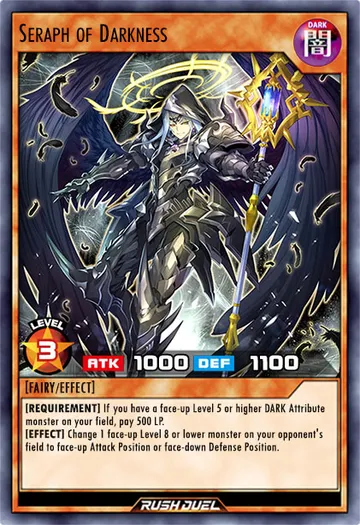 SERAPH OF DARKNESS
DARK
闇
LEVEL
3
ATK 1000 DEF 1100
[FAIRY/EFFECT]
[REQUIREMENT] If you have a face-up Level 5 or higher DARK Attribute
monster on your field, pay 500 LP.
[EFFECT] Change 1 face-up Level 8 or lower monster on your opponent's
field to face-up Attack Position or face-down Defense Position.
RUSH DUEL